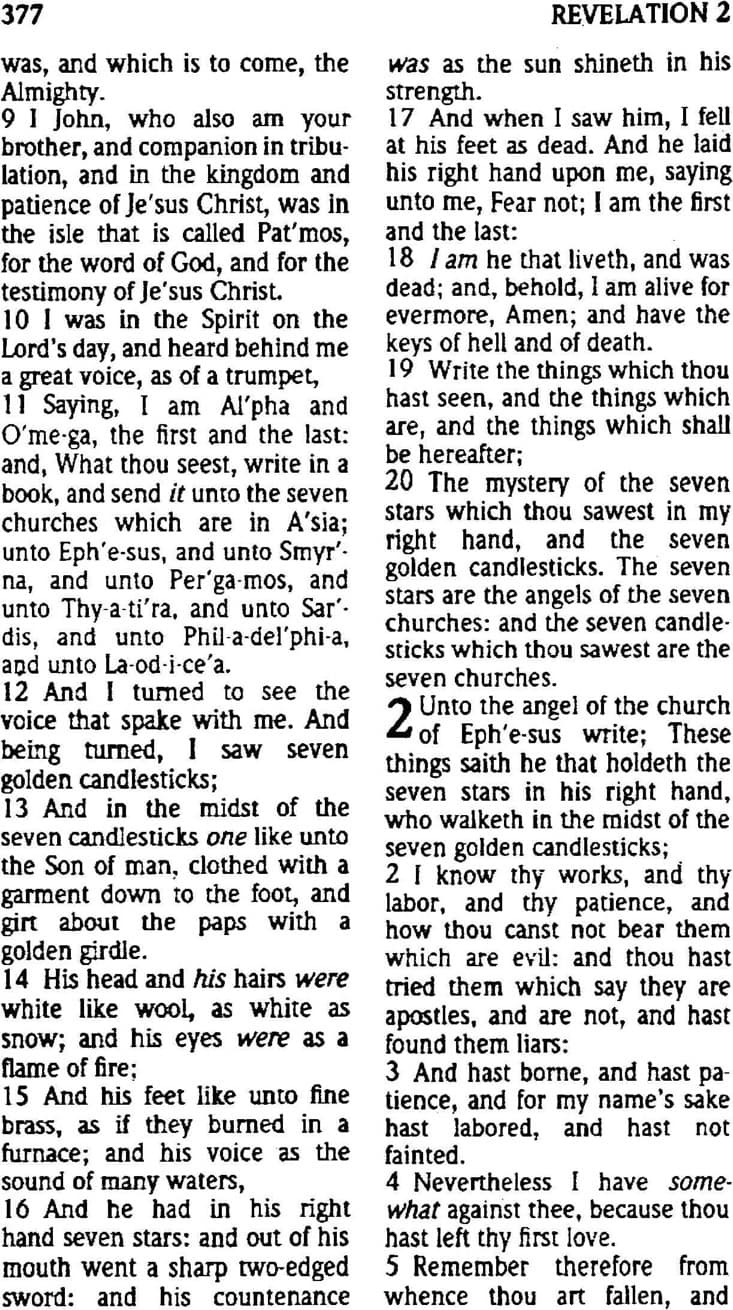 377
REVELATION 2
was, and which is to come, the
Almighty.
9 I John, who also am your
brother, and companion in tribu-
lation, and in the kingdom and
patience of Je'sus Christ, was in
the isle that is called Pat'mos,
for the word of God, and for the
testimony of Je'sus Christ.
10 I was in the Spirit on the
Lord's day, and heard behind me
a great voice, as of a trumpet,
11 Saying, I am Al'pha and
O'me-ga, the first and the last:
and, What thou seest, write in a
book, and send it unto the seven
churches which are in A'sia;
unto Eph'e-sus, and unto Smyr'-
na, and unto Per'ga-mos, and
unto Thy-a-ti'ra, and unto Sar'-
dis, and unto Phil-a-del'phi-a,
and unto La-od-i-ce'a.
12 And I turned to see the
voice that spake with me. And
being turned, I saw seven
golden candlesticks;
13 And in the midst of the
seven candlesticks one like unto
the Son of man, clothed with a
garment down to the foot, and
girt about the paps with a
golden girdle.
14 His head and his hairs were
white like wool, as white as
snow; and his eyes were as a
flame of fire;
15 And his feet like unto fine
brass, as if they burned in a
furnace; and his voice as the
sound of many waters,
16 And he had in his right
hand seven stars: and out of his
mouth went a sharp two-edged
sword: and his countenance
was as the sun shineth in his
strength.
17 And when I saw him, I fell
at his feet as dead. And he laid
his right hand upon me, saying
unto me, Fear not; I am the first
and the last:
18 I am he that liveth, and was
dead; and, behold, I am alive for
evermore, Amen; and have the
keys of hell and of death.
19 Write the things which thou
hast seen, and the things which
are, and the things which shall
be hereafter;
20 The mystery of the seven
stars which thou sawest in my
right hand, and the seven
golden candlesticks. The seven
stars are the angels of the seven
churches: and the seven candle-
sticks which thou sawest are the
seven churches.
2 Unto the angel of the church
of Eph'e-sus write; These
things saith he that holdeth the
seven stars in his right hand,
who walketh in the midst of the
seven golden candlesticks;
2 I know thy works, and thy
labor, and thy patience, and
how thou canst not bear them
which are evil: and thou hast
tried them which say they are
apostles, and are not, and hast
found them liars:
3 And hast borne, and hast pa-
tience, and for my name's sake
hast labored, and hast not
fainted.
4 Nevertheless I have some-
what against thee, because thou
hast left thy first love.
5 Remember therefore from
whence thou art fallen, and